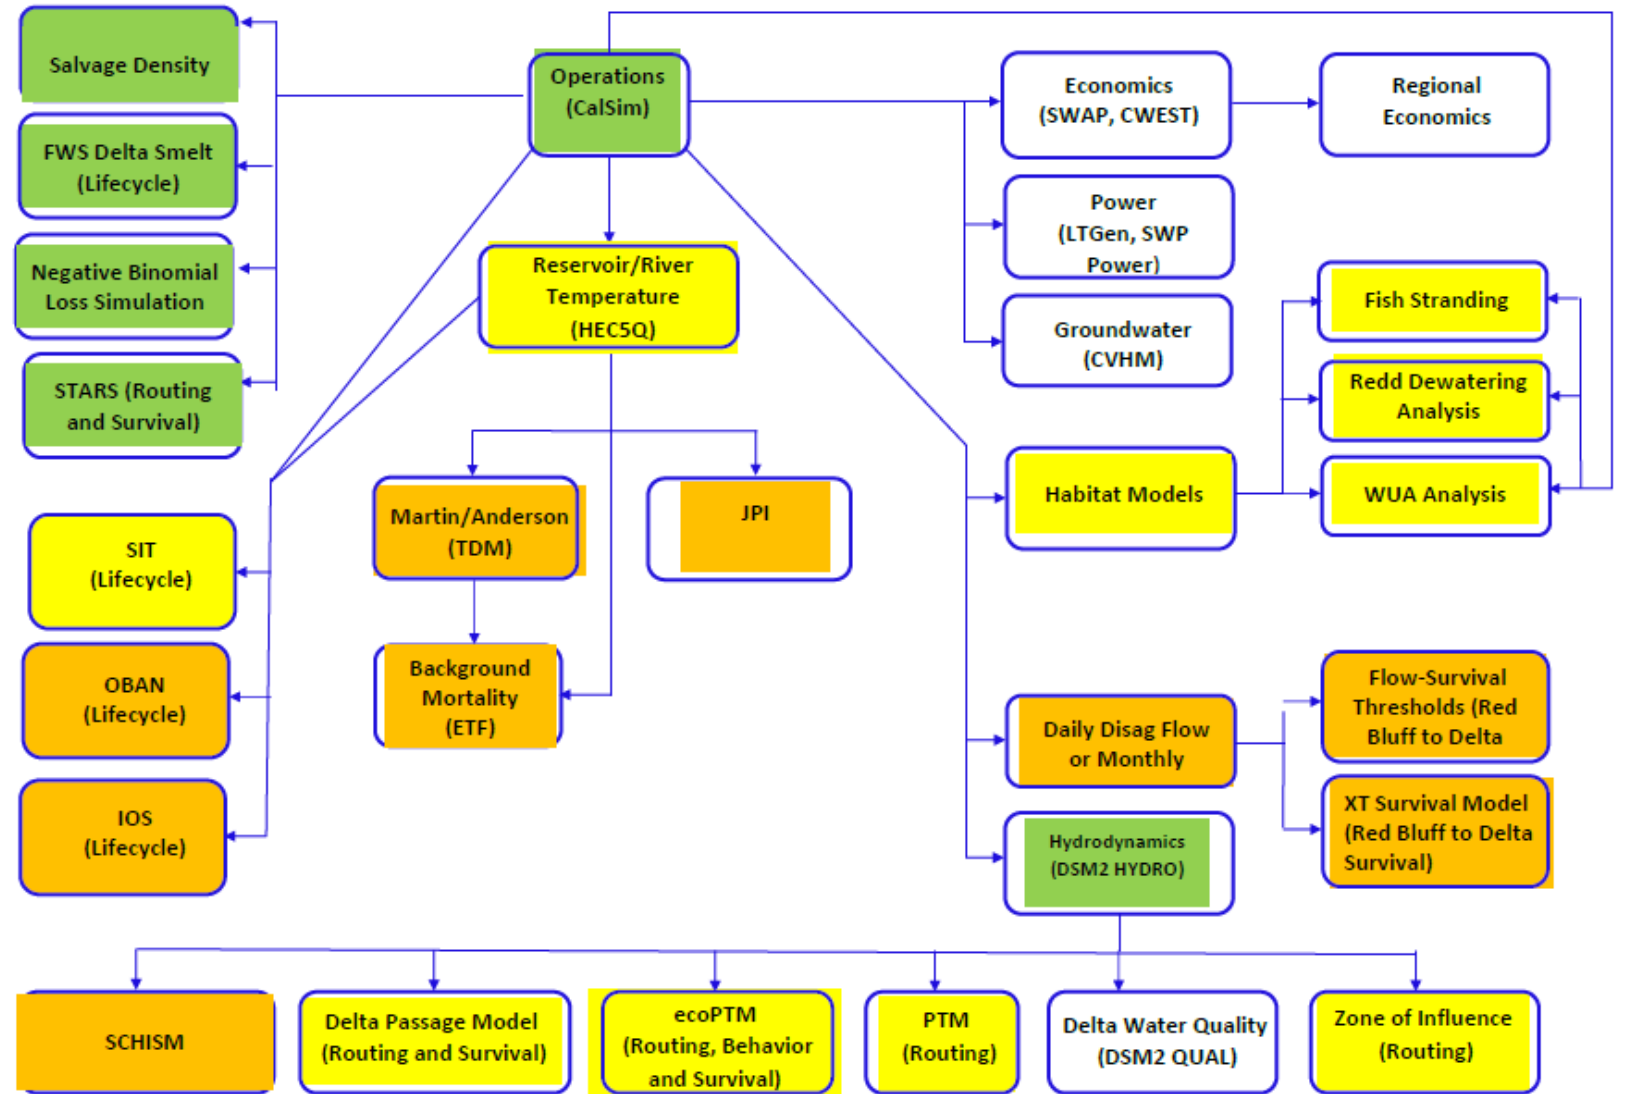 Salvage Density
FWS Delta Smelt
(Lifecycle)
Negative Binomial
Loss Simulation
STARS (Routing
and Survival)
Operations
(CalSim)
Economics
(SWAP, CWEST)
Regional
Economics
Power
(LTGen, SWP
Power)
Groundwater
(CVHM)
Reservoir/River
Temperature
(HEC5Q)
Fish Stranding
Redd Dewatering
Analysis
Habitat Models
WUA Analysis
Martin/Anderson
(TDM)
JPI
SIT
(Lifecycle)
OBAN
(Lifecycle)
IOS
(Lifecycle)
Background
Mortality
(ETF)
Daily Disag Flow
or Monthly
Flow-Survival
Thresholds (Red
Bluff to Delta
XT Survival Model
(Red Bluff to Delta
Survival)
Hydrodynamics
(DSM2 HYDRO)
SCHISM
Delta Passage Model
(Routing and Survival)
ecoPTM
(Routing, Behavior
and Survival)
PTM
(Routing)
Delta Water Quality
(DSM2 QUAL)
Zone of Influence
(Routing)